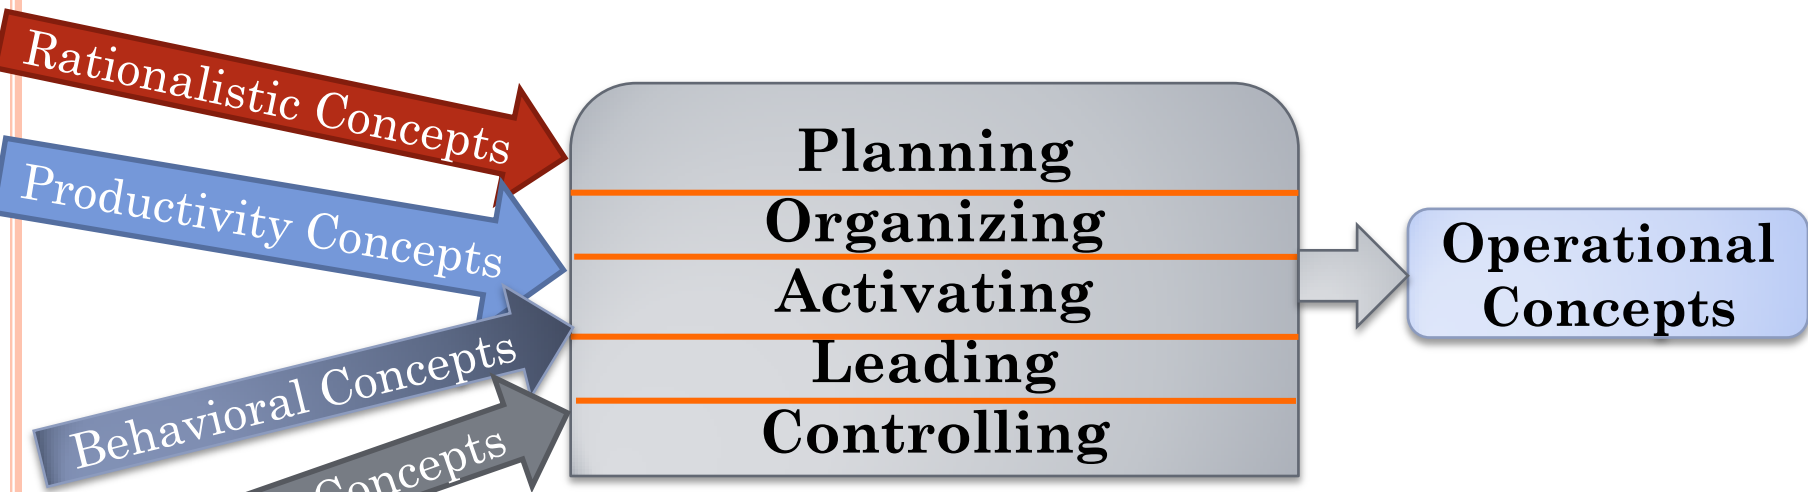 Rationalistic Concepts
Productivity Concepts
Behavioral Concepts
Concepts
Planning
Organizing
Activating
Leading
Controlling
Operational
Concepts